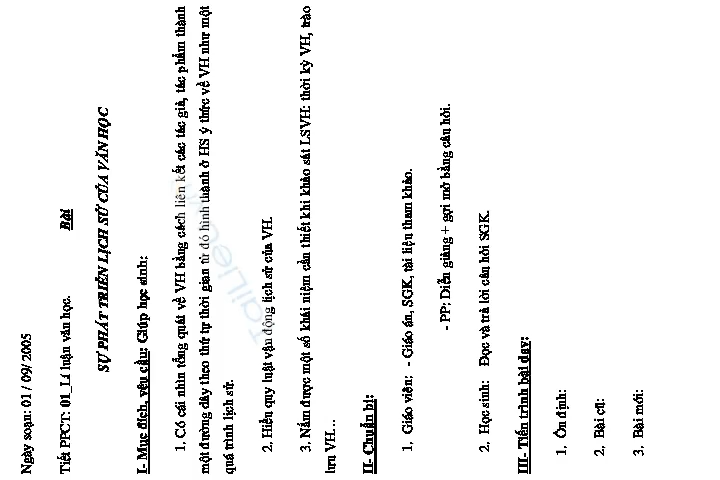 Ngày soạn: 01 / 09/ 2005
Tiết PPCT: 01_Lí luận văn học. Bài
SỰ PHÁT TRIỂN LỊCH SỬ CỦA VĂN HỌC
I- Mục đích, yêu cầu: Giúp học sinh:
1. Có cái nhìn tổng quát về VH bằng cách liên kết các tác giả, tác phẩm thành
một đường dây theo thứ tự thời gian từ đó hình thành ở HS ý thức về VH như một
quá trình lịch sử.
2. Hiểu quy luật vận động lịch sử của VH.
3. Nắm được một số khái niệm cần thiết khi khảo sát LSVH: thời kỳ VH, trào
lưu VH...
II- Chuẩn bị:
1. Giáo viên: - Giáo án, SGK, tài liệu tham khảo.
- PP: Diễn giảng + gợi mở bằng câu hỏi.
2. Học sinh: Đọc và trả lời câu hỏi SGK.
III- Tiến trình bài dạy:
1. Ổn định:
2. Bài cũ:
3. Bài mới: